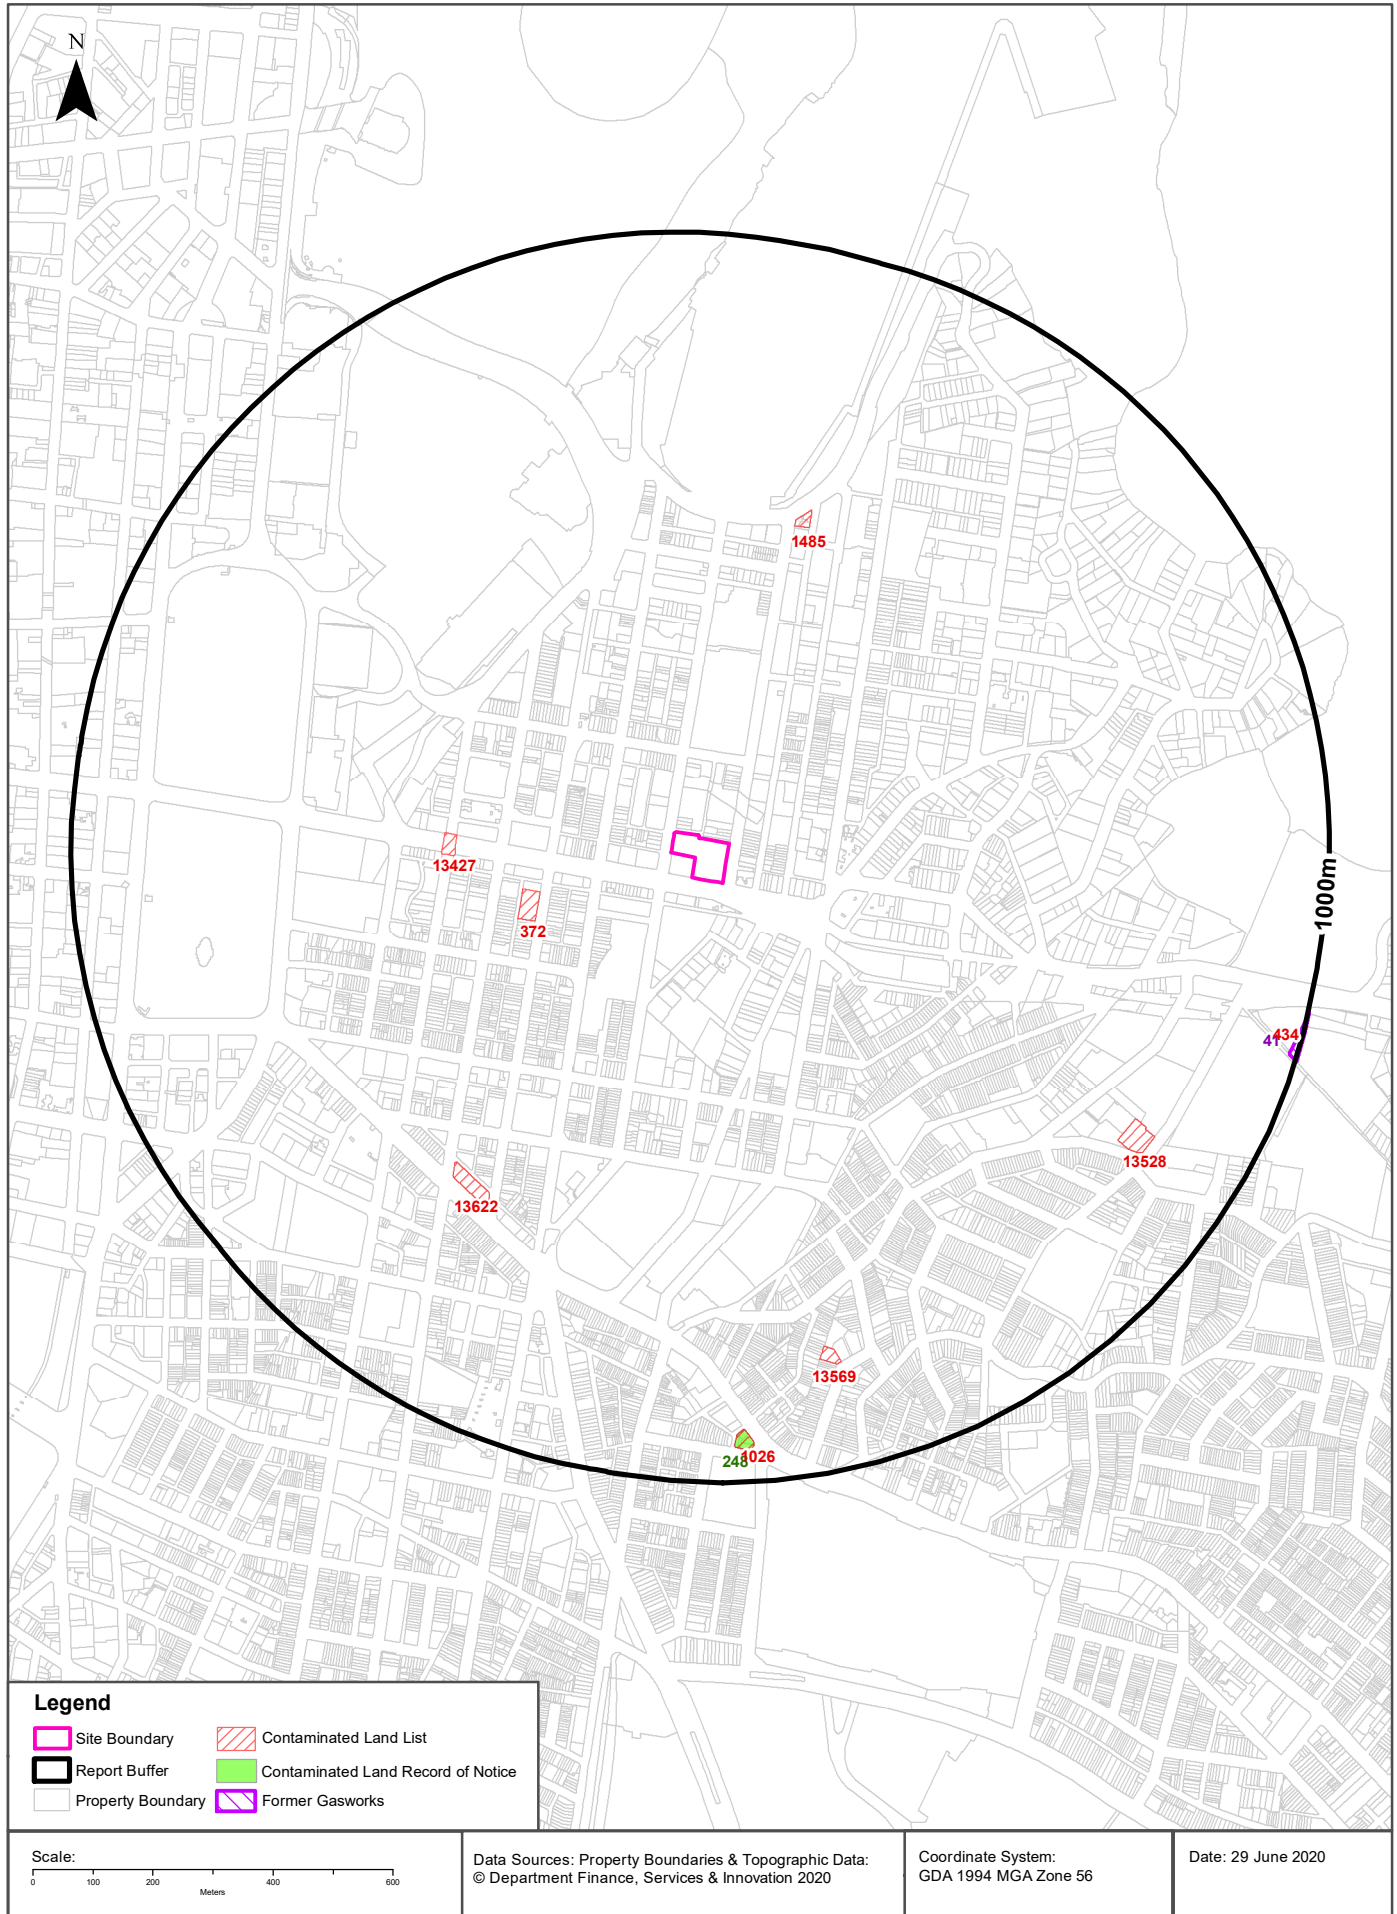 N
1485
13427
372
1000m
41
434
13528
13622
13569
248
1026
Legend
Site Boundary
Contaminated Land List
Report Buffer
Contaminated Land Record of Notice
Property Boundary
Former Gasworks
Scale:
0 100 200 400 600
Meters
Data Sources: Property Boundaries & Topographic Data:
© Department Finance, Services & Innovation 2020
Coordinate System:
GDA 1994 MGA Zone 56
Date: 29 June 2020